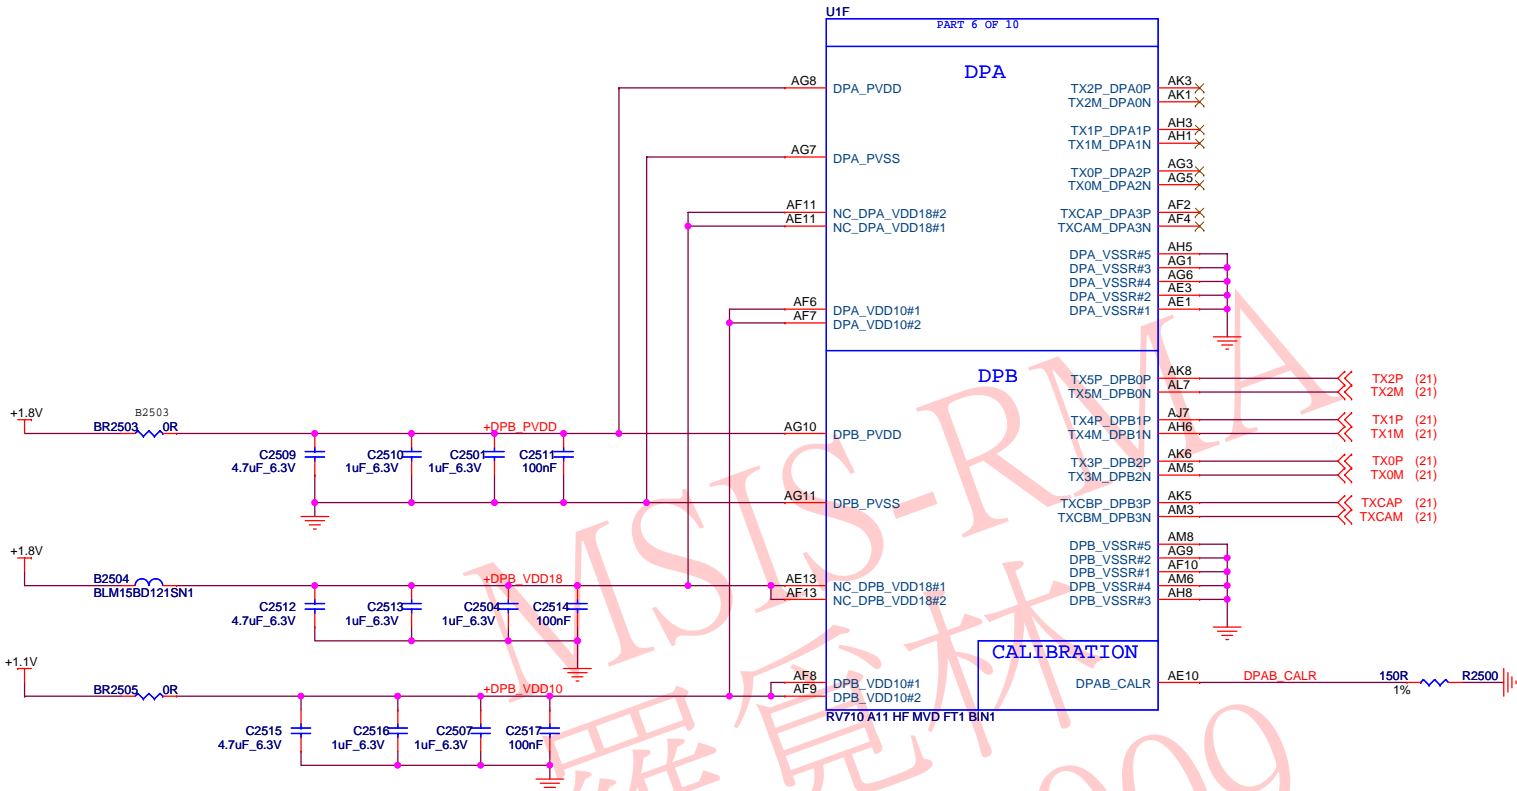 U1F
PART 6 OF 10
DPA
AG8 DPA_PVDD
AG7 DPA_PVSS
AF11 NC_DPA_VDD18#2
AE11 NC_DPA_VDD18#1
AF6 DPA_VDD10#1
AF7 DPA_VDD10#2
TX2P_DPA0P AK3
TX2M_DPA0N AK1
TX1P_DPA1P AH3
TX1M_DPA1N AH1
TX0P_DPA2P AG3
TX0M_DPA2N AG5
TXCAP_DPA3P AF2
TXCAM_DPA3N AF4
DPA_VSSR#5 AH5
DPA_VSSR#3 AG1
DPA_VSSR#4 AG6
DPA_VSSR#2 AE3
DPA_VSSR#1 AE1
DPB
TX5P_DPB0P AK8 TX2P (21)
TX5M_DPB0N AL7 TX2M (21)
TX4P_DPB1P AJ7 TX1P (21)
TX4M_DPB1N AH6 TX1M (21)
TX3P_DPB2P AK6 TX0P (21)
TX3M_DPB2N AM5 TX0M (21)
TXCBP_DPB3P AK5 TXCAP (21)
TXCBM_DPB3N AM3 TXCAM (21)
DPB_VSSR#5 AM8
DPB_VSSR#2 AG9
DPB_VSSR#1 AF10
DPB_VSSR#4 AM6
DPB_VSSR#3 AH8
+1.8V
B2503
BR2503 0R
+DPB_PVDD
AG10 DPB_PVDD
C2509
4.7uF_6.3V
C2510
1uF_6.3V
C2501
1uF_6.3V
C2511
100nF
AG11 DPB_PVSS
+1.8V
B2504
BLM15BD121SN1
+DPB_VDD18
AE13 NC_DPB_VDD18#1
AF13 NC_DPB_VDD18#2
C2512
4.7uF_6.3V
C2513
1uF_6.3V
C2504
1uF_6.3V
C2514
100nF
+1.1V
BR2505 0R
+DPB_VDD10
AF8 DPB_VDD10#1
AF9 DPB_VDD10#2
C2515
4.7uF_6.3V
C2516
1uF_6.3V
C2507
1uF_6.3V
C2517
100nF
CALIBRATION
DPAB_CALR AE10 DPAB_CALR 150R R2500
1%
RV710 A11 HF MVD FT1 BIN1
MSIS-RMA
羅覓林